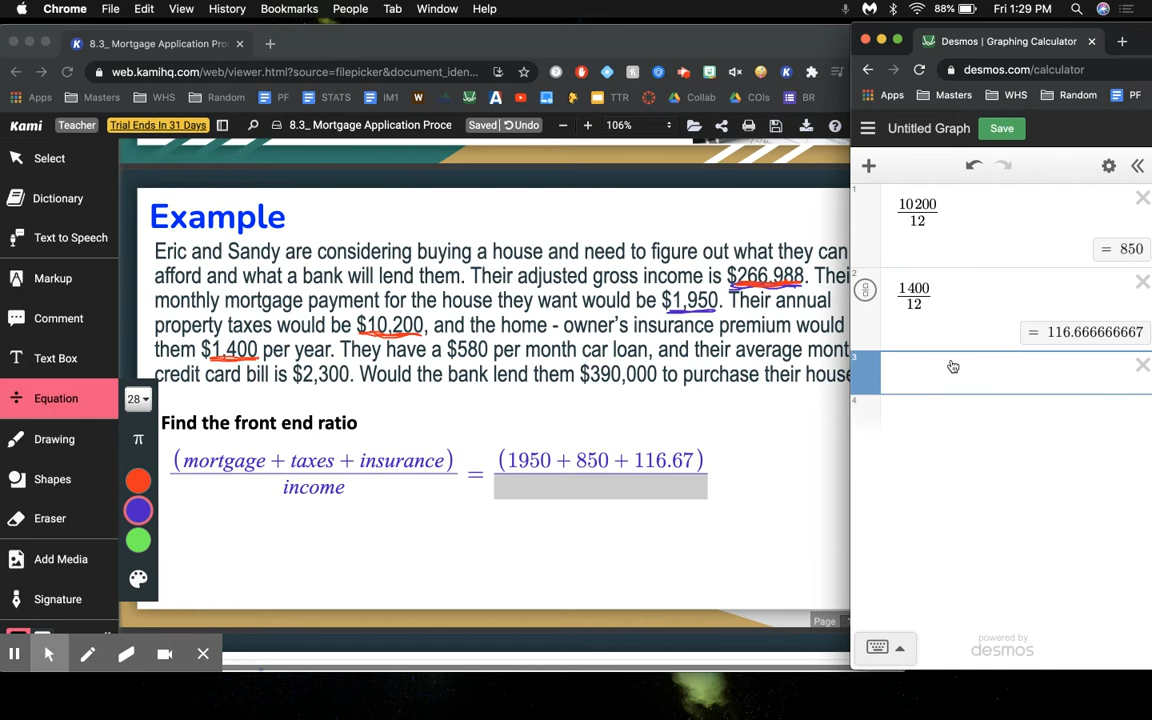 Chrome File Edit View History Bookmarks People Tab Window Help 88% Fri 1:29 PM
8.3_ Mortgage Application Pro
Desmos | Graphing Calculator
web.kamihq.com/web/viewer.html?source=filepicker&document_iden...
desmos.com/calculator
Apps Masters WHS Random PF STATS IM1 W TTR Collab COIs BR
Apps Masters WHS Random PF
Kami Teacher Trial Ends In 31 Days 8.3_ Mortgage Application Proce Saved Undo 106%
Untitled Graph Save
Select
Dictionary
Text to Speech
Markup
Comment
Text Box
Equation
Drawing
Shapes
Eraser
Add Media
Signature
28
π
Example
Eric and Sandy are considering buying a house and need to figure out what they can
afford and what a bank will lend them. Their adjusted gross income is $266,988. Thei
monthly mortgage payment for the house they want would be $1,950. Their annual
property taxes would be $10,200, and the home - owner's insurance premium would
them $1,400 per year. They have a $580 per month car loan, and their average mont
credit card bill is $2,300. Would the bank lend them $390,000 to purchase their house
Find the front end ratio
(mortgage + taxes + insurance) = (1950 + 850 + 116.67)
income
Page
1
10200
12
= 850
2
1400
12
= 116.666666667
3
4
powered by
desmos